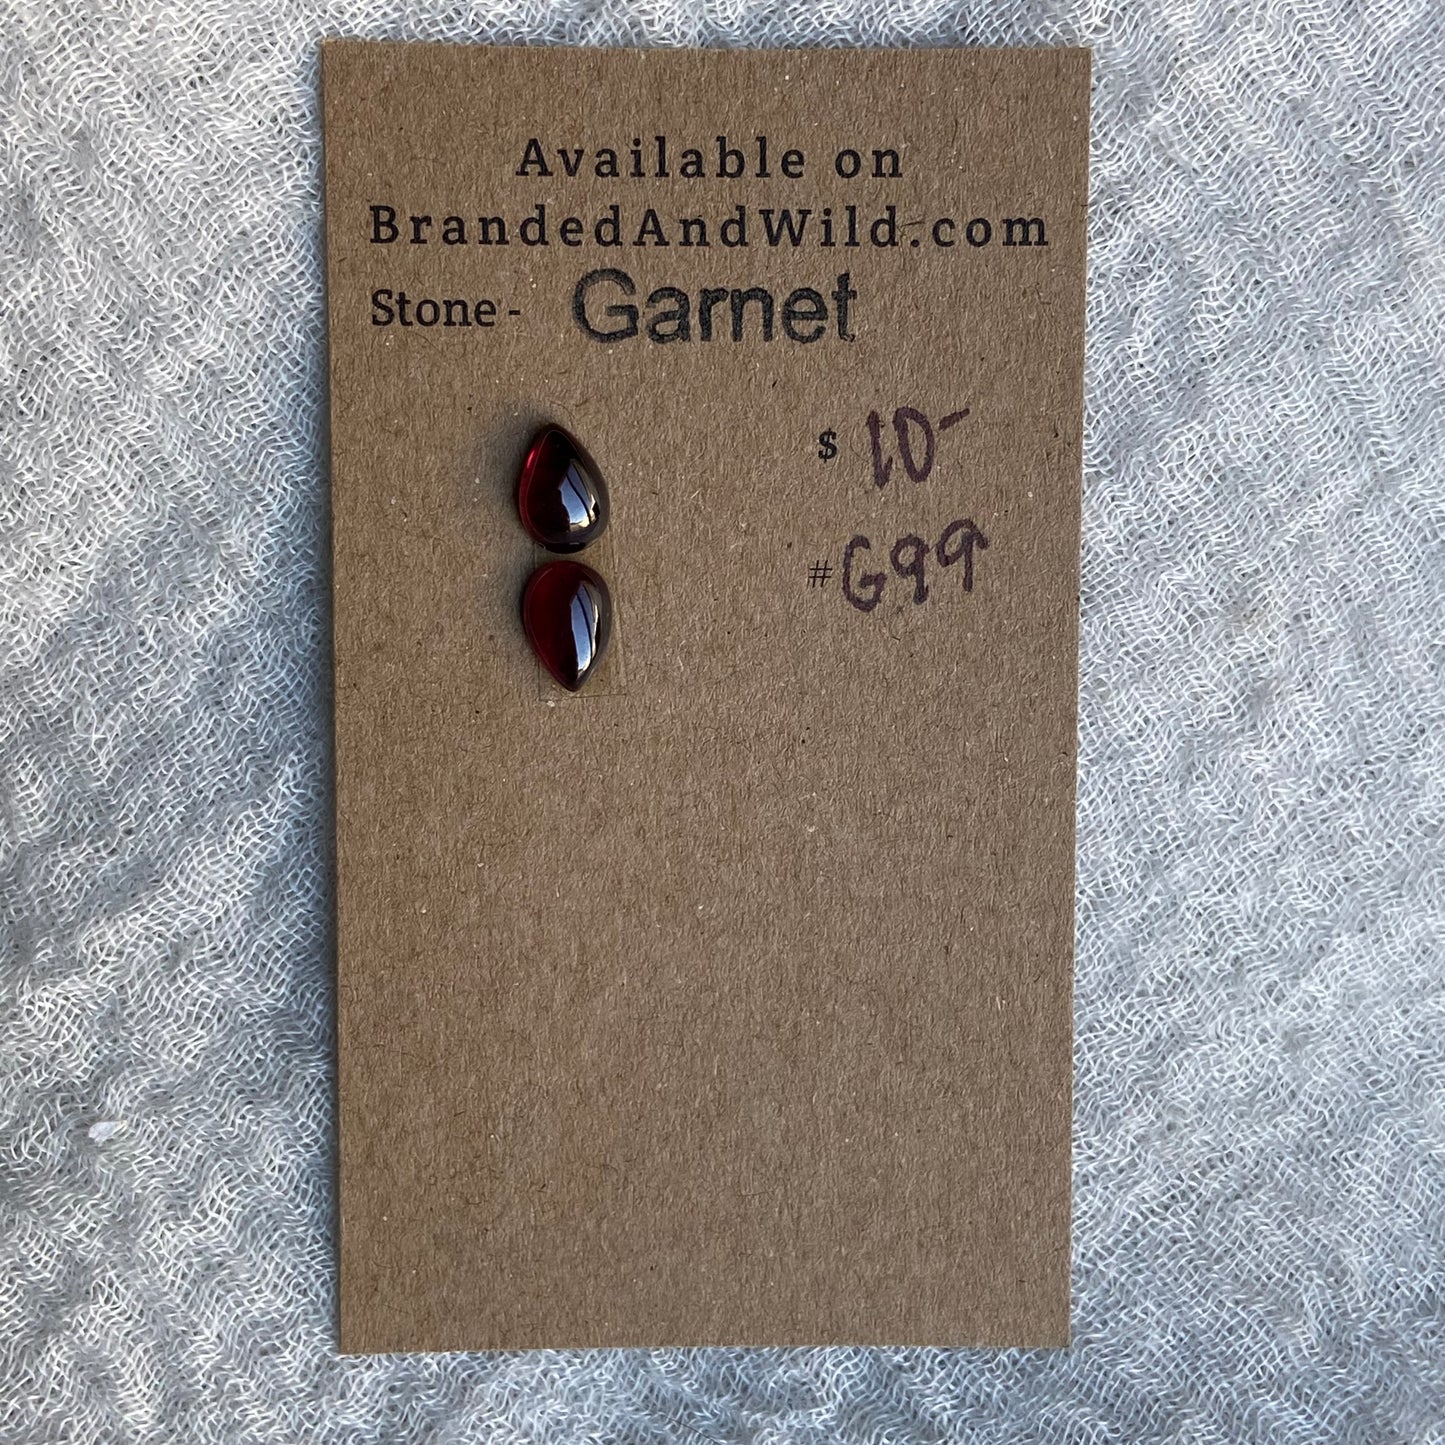 Available on
BrandedAndWild.com
Stone - Garnet
$ 10-
# G99